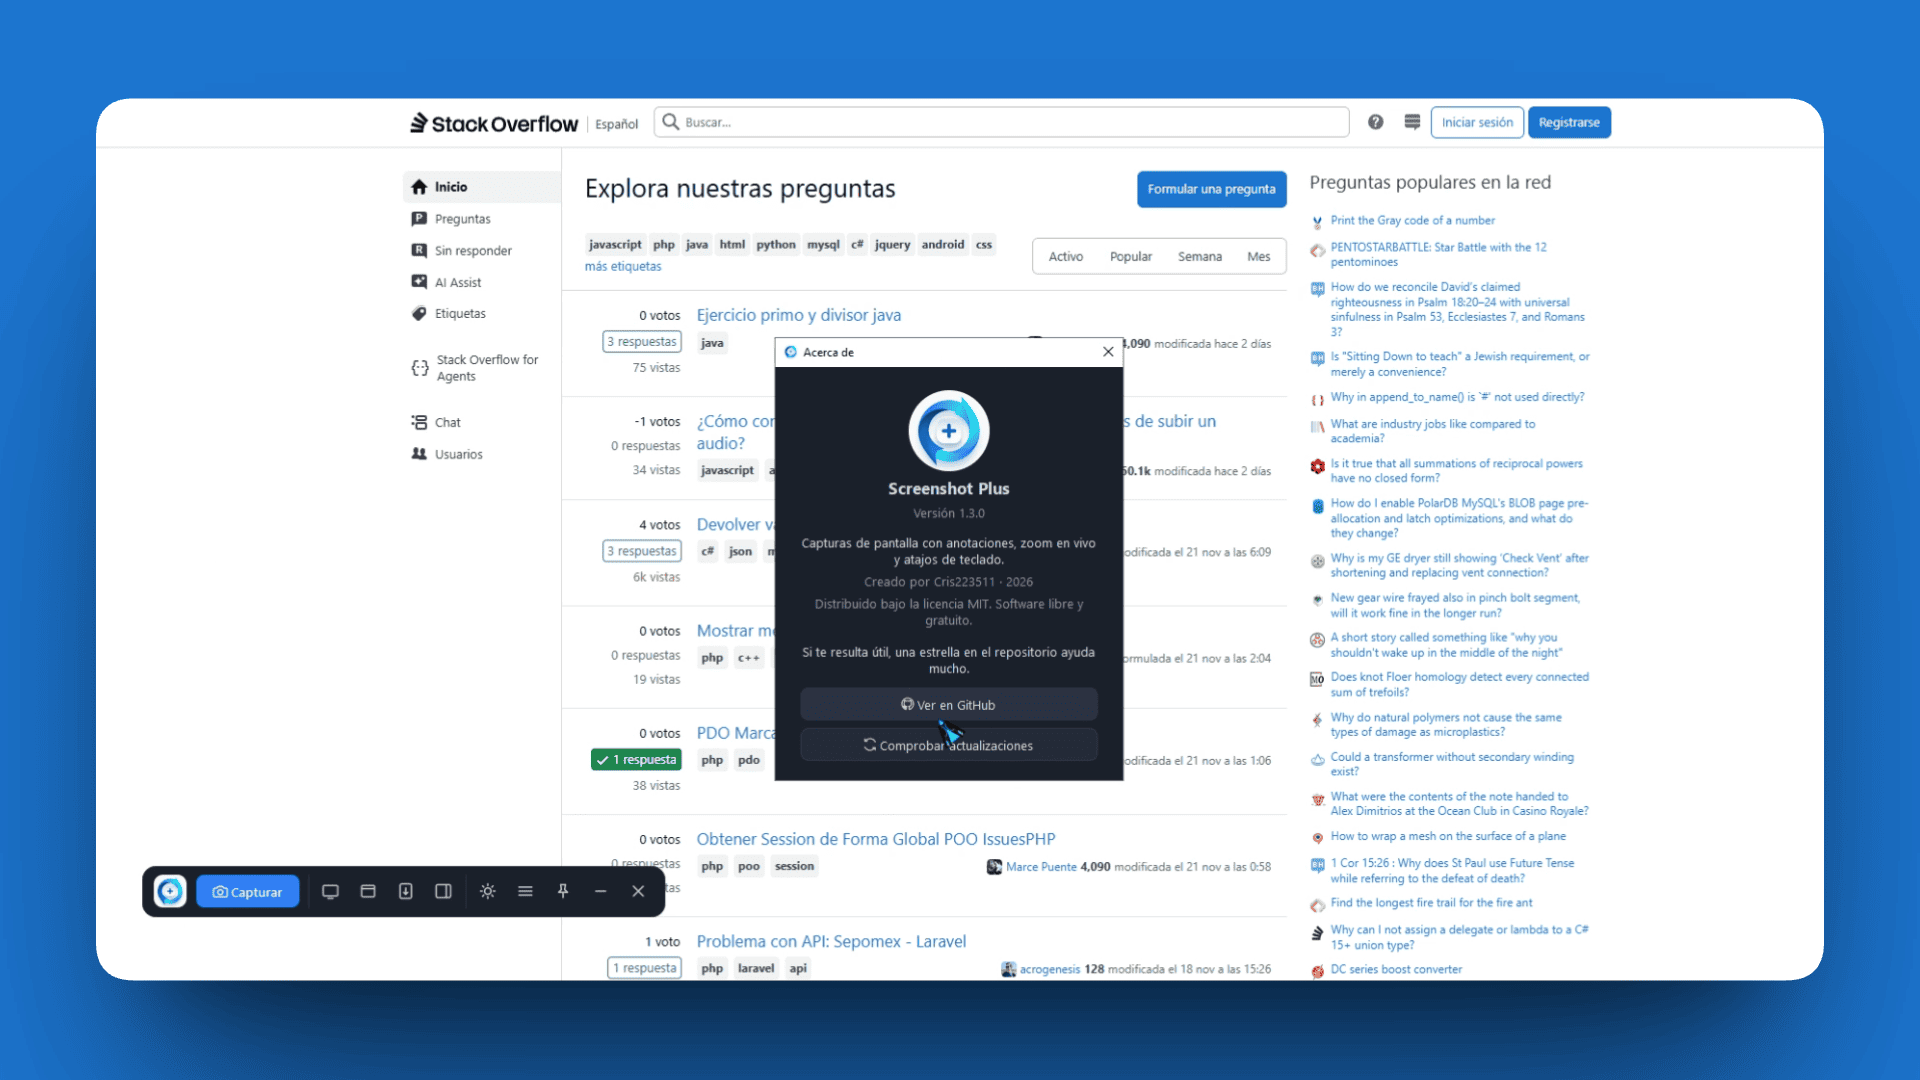 Stack Overflow
Español
Buscar...
Iniciar sesión
Registrarse
Inicio
Preguntas
Sin responder
AI Assist
Etiquetas
Stack Overflow for
Agents
Chat
Usuarios
Explora nuestras preguntas
Formular una pregunta
javascript php java html python mysql c# jquery android css
más etiquetas
Activo Popular Semana Mes
0 votos
3 respuestas
75 vistas
Ejercicio primo y divisor java
java
4,090 modificada hace 2 días
-1 votos
0 respuestas
34 vistas
¿Cómo cor
s de subir un
audio?
javascript a
60.1k modificada hace 2 días
4 votos
3 respuestas
6k vistas
Devolver va
c# json m
odificada el 21 nov a las 6:09
0 votos
0 respuestas
19 vistas
Mostrar me
php c++
ormulada el 21 nov a las 2:04
0 votos
1 respuesta
38 vistas
PDO Marca
php pdo
odificada el 21 nov a las 1:06
0 votos
0 respuestas
tas
Obtener Session de Forma Global POO IssuesPHP
php poo session
Marce Puente 4,090 modificada el 21 nov a las 0:58
1 voto
1 respuesta
Problema con API: Sepomex - Laravel
php laravel api
acrogenesis 128 modificada el 18 nov a las 15:26
Acerca de
Screenshot Plus
Versión 1.3.0
Capturas de pantalla con anotaciones, zoom en vivo
y atajos de teclado.
Creado por Cris223511 · 2026
Distribuido bajo la licencia MIT. Software libre y
gratuito.
Si te resulta útil, una estrella en el repositorio ayuda
mucho.
Ver en GitHub
Comprobar actualizaciones
Capturar
Preguntas populares en la red
Print the Gray code of a number
PENTOSTARBATTLE: Star Battle with the 12
pentominoes
How do we reconcile David's claimed
righteousness in Psalm 18:20–24 with universal
sinfulness in Psalm 53, Ecclesiastes 7, and Romans
3?
Is "Sitting Down to teach" a Jewish requirement, or
merely a convenience?
Why in append_to_name() is `#' not used directly?
What are industry jobs like compared to
academia?
Is it true that all summations of reciprocal powers
have no closed form?
How do I enable PolarDB MySQL's BLOB page pre-
allocation and latch optimizations, and what do
they change?
Why is my GE dryer still showing 'Check Vent' after
shortening and replacing vent connection?
New gear wire frayed also in pinch bolt segment,
will it work fine in the longer run?
A short story called something like "why you
shouldn't wake up in the middle of the night"
Does knot Floer homology detect every connected
sum of trefoils?
Why do natural polymers not cause the same
types of damage as microplastics?
Could a transformer without secondary winding
exist?
What were the contents of the note handed to
Alex Dimitrios at the Ocean Club in Casino Royale?
How to wrap a mesh on the surface of a plane
1 Cor 15:26 : Why does St Paul use Future Tense
while referring to the defeat of death?
Find the longest fire trail for the fire ant
Why can I not assign a delegate or lambda to a C#
15+ union type?
DC series boost converter